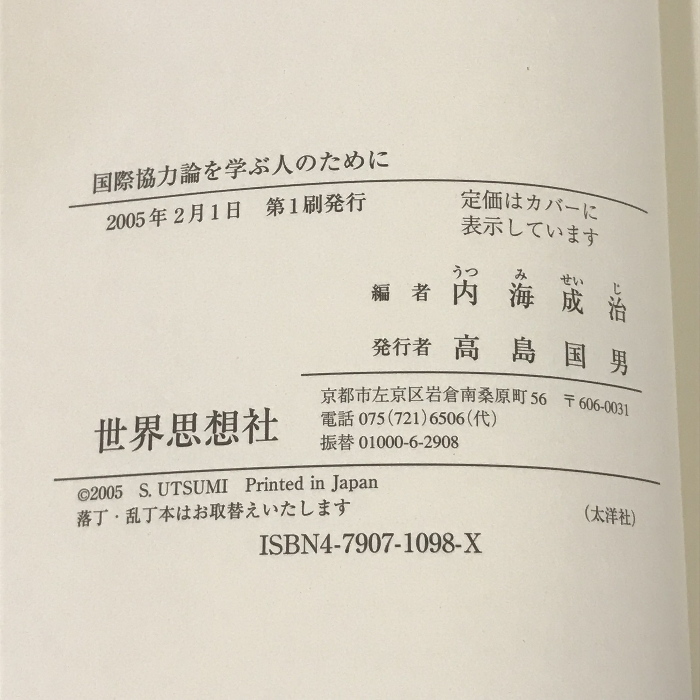 国際協力論を学ぶ人のために
2005年2月1日　第1刷発行
定価はカバーに
表示しています
うつ み せい じ
編 者 内 海 成 治
発行者 高 島 国 男
世界思想社
京都市左京区岩倉南桑原町56　〒606-0031
電話 075(721)6506(代)
振替 01000-6-2908
©2005 S. UTSUMI Printed in Japan
落丁・乱丁本はお取替えいたします
(太洋社)
ISBN4-7907-1098-X